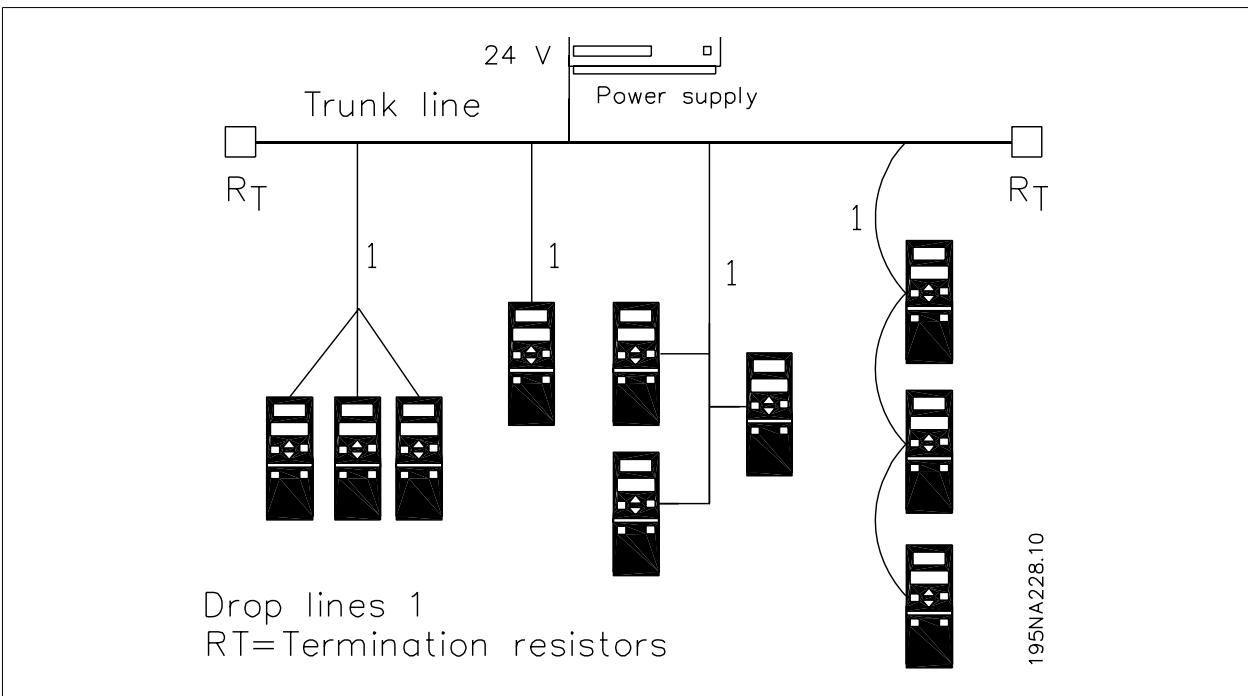 24 V
Power supply
Trunk line
RT
RT
1
1
1
1
Drop lines 1
RT=Termination resistors
195NA228.10